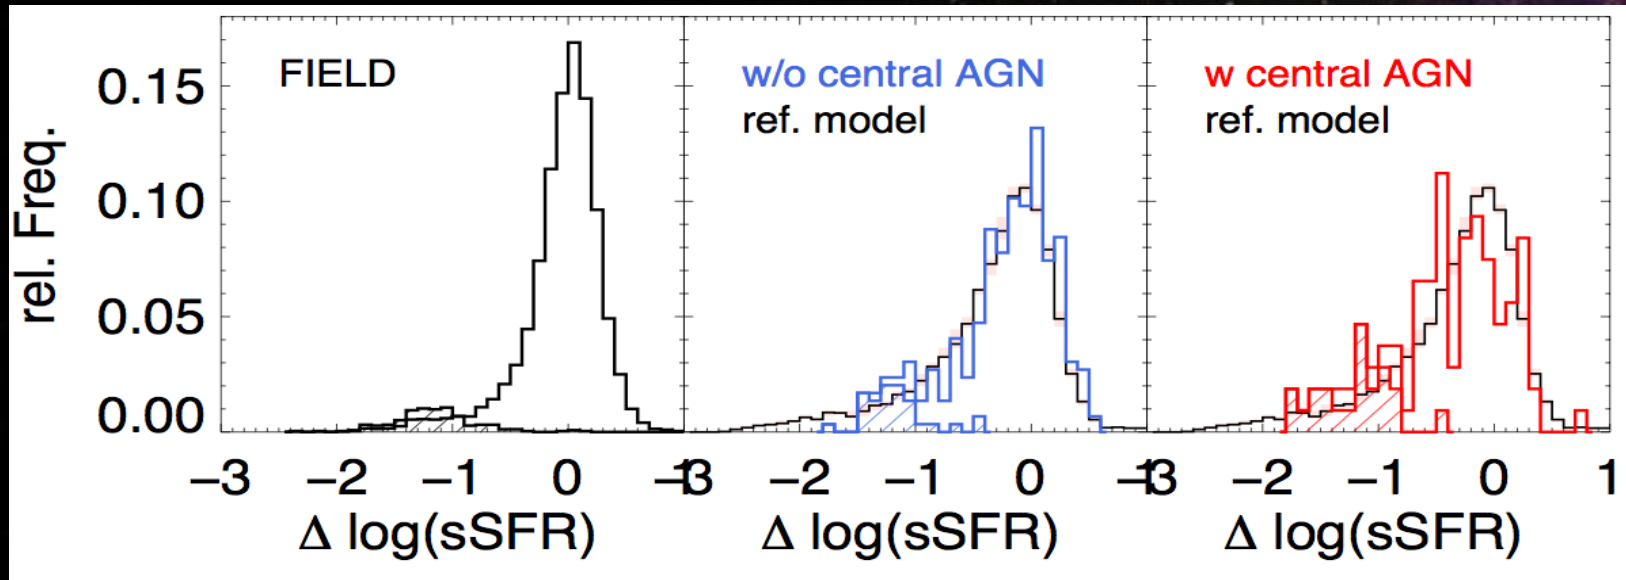 FIELD
w/o central AGN
ref. model
w central AGN
ref. model
rel. Freq.
0.15
0.10
0.05
0.00
−3 −2 −1 0 −1
−3 −2 −1 0 −1
−3 −2 −1 0 1
Δ log(sSFR)
Δ log(sSFR)
Δ log(sSFR)